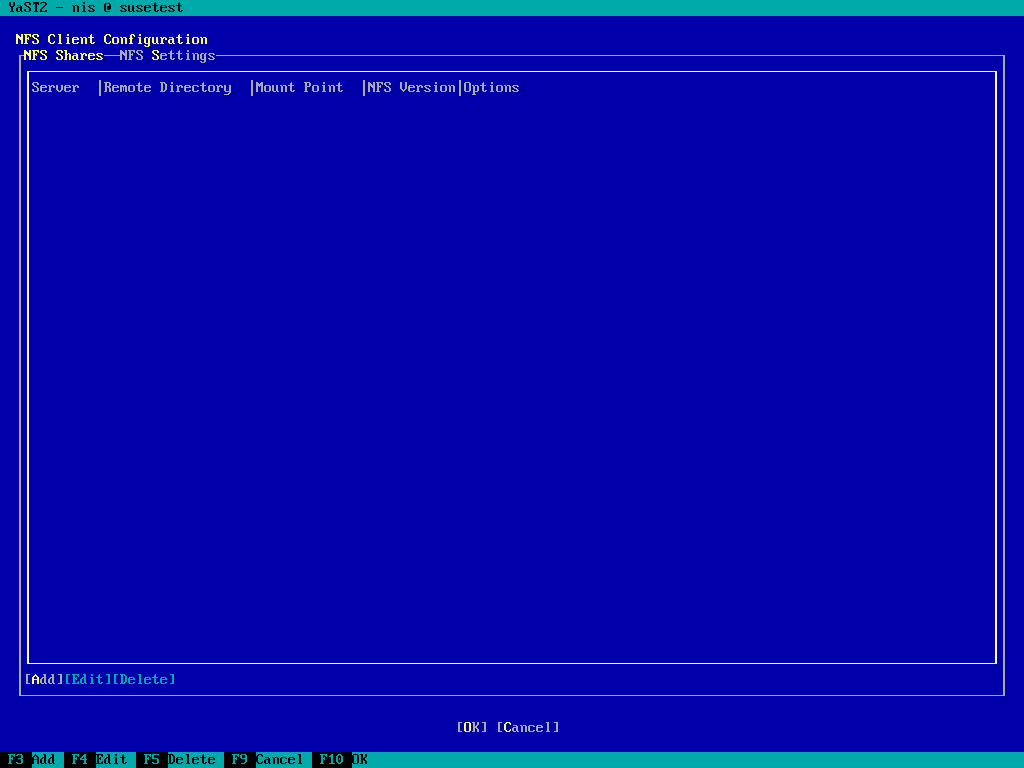 YaST2 - nis @ susetest
NFS Client Configuration
NFS Shares NFS Settings
Server |Remote Directory |Mount Point |NFS Version|Options
[Add][Edit][Delete]
[OK] [Cancel]
F3 Add F4 Edit F5 Delete F9 Cancel F10 OK